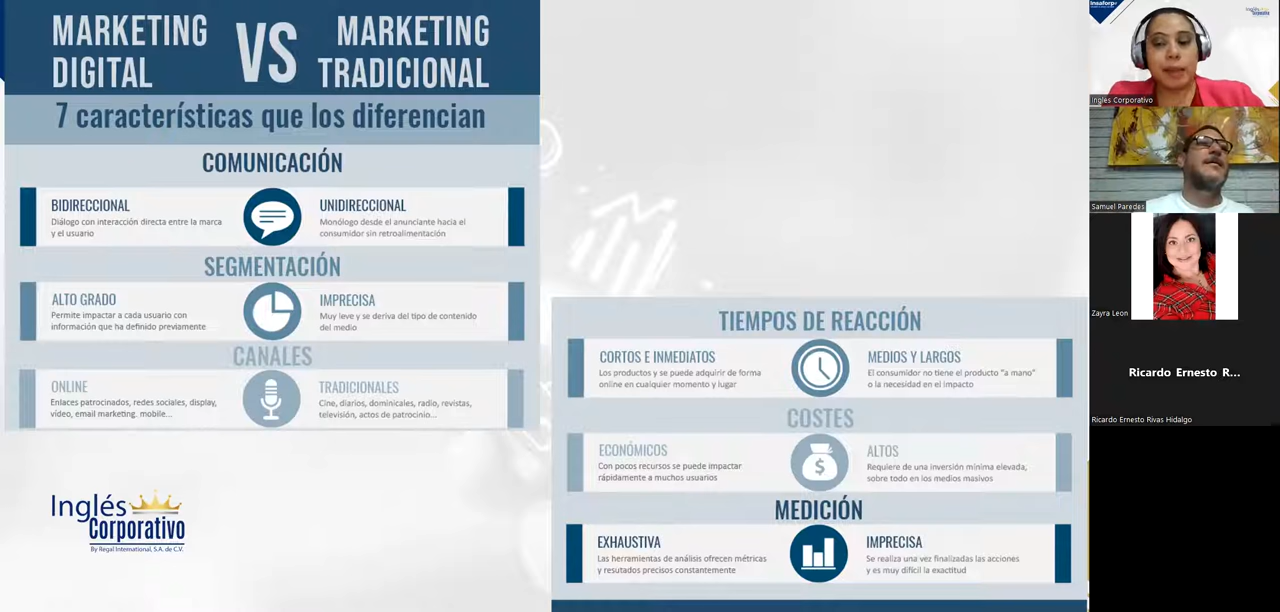 MARKETING
DIGITAL
VS
MARKETING
TRADICIONAL
7 características que los diferencian
COMUNICACIÓN
BIDIRECCIONAL
Diálogo con interacción directa entre la marca
y el usuario
UNIDIRECCIONAL
Monólogo desde el anunciante hacia el
consumidor sin retroalimentación
SEGMENTACIÓN
ALTO GRADO
Permite impactar a cada usuario con
información que ha definido previamente
IMPRECISA
Muy leve y se deriva del tipo de contenido
del medio
CANALES
ONLINE
Enlaces patrocinados, redes sociales, display,
vídeo, email marketing. mobile...
TRADICIONALES
Cine, diarios, dominicales, radio, revistas,
televisión, actos de patrocinio...
Inglés
Corporativo
By Regal International, S.A. de C.V.
TIEMPOS DE REACCIÓN
CORTOS E INMEDIATOS
Los productos y se puede adquirir de forma
online en cualquier momento y lugar
MEDIOS Y LARGOS
El consumidor no tiene el producto "a mano"
o la necesidad en el impacto
COSTES
ECONÓMICOS
Con pocos recursos se puede impactar
rápidamente a muchos usuarios
ALTOS
Requiere de una inversión mínima elevada,
sobre todo en los medios masivos
MEDICIÓN
EXHAUSTIVA
Las herramientas de análisis ofrecen métricas
y resutados precisos constantemente
IMPRECISA
Se realiza una vez finalizadas las acciones
y es muy difícil la exactitud
Insaforp
Inglés
Corporativo
Ingles Corporativo
Samuel Paredes
Zayra Leon
Ricardo Ernesto R...
Ricardo Ernesto Rivas Hidalgo